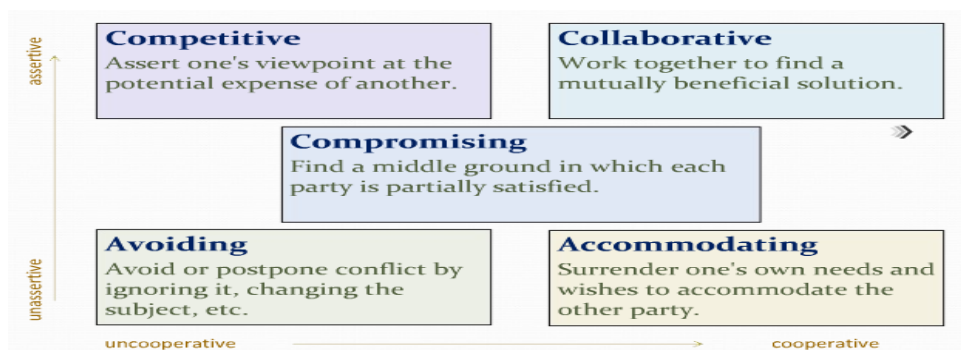 assertive
Competitive
Assert one's viewpoint at the
potential expense of another.
Collaborative
Work together to find a
mutually beneficial solution.
Compromising
Find a middle ground in which each
party is partially satisfied.
unassertive
Avoiding
Avoid or postpone conflict by
ignoring it, changing the
subject, etc.
Accommodating
Surrender one's own needs and
wishes to accommodate the
other party.
uncooperative
cooperative